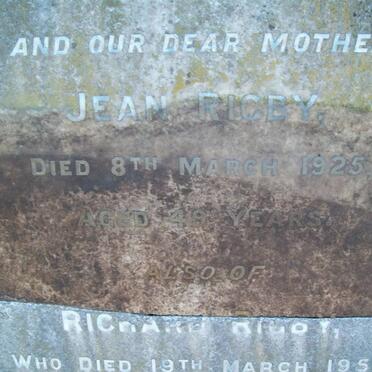 AND OUR DEAR MOTHE
JEAN RIGBY,
DIED 8TH MARCH 1925
AGED 49 YEARS.
ALSO OF
RICHARD RIGBY,
WHO DIED 19TH MARCH 195